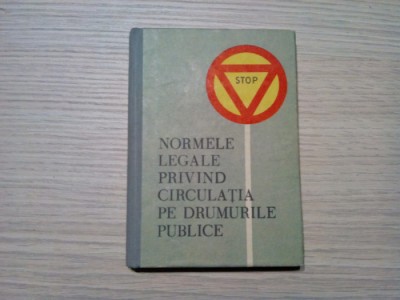 STOP
NORMELE
LEGALE
PRIVIND
CIRCULAȚIA
PE DRUMURILE
PUBLICE